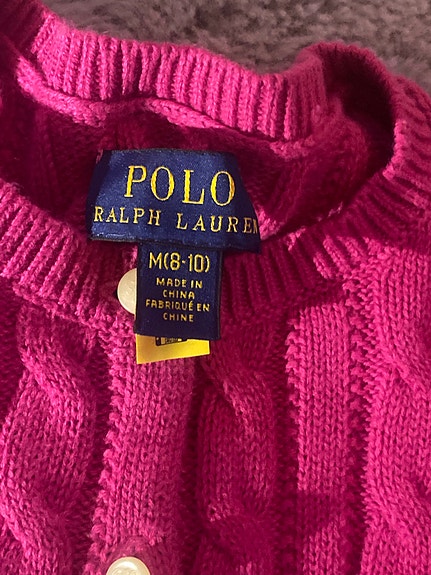 POLO
RALPH LAUREN
M(8-10)
MADE IN
CHINA
FABRIQUÉ EN
CHINE